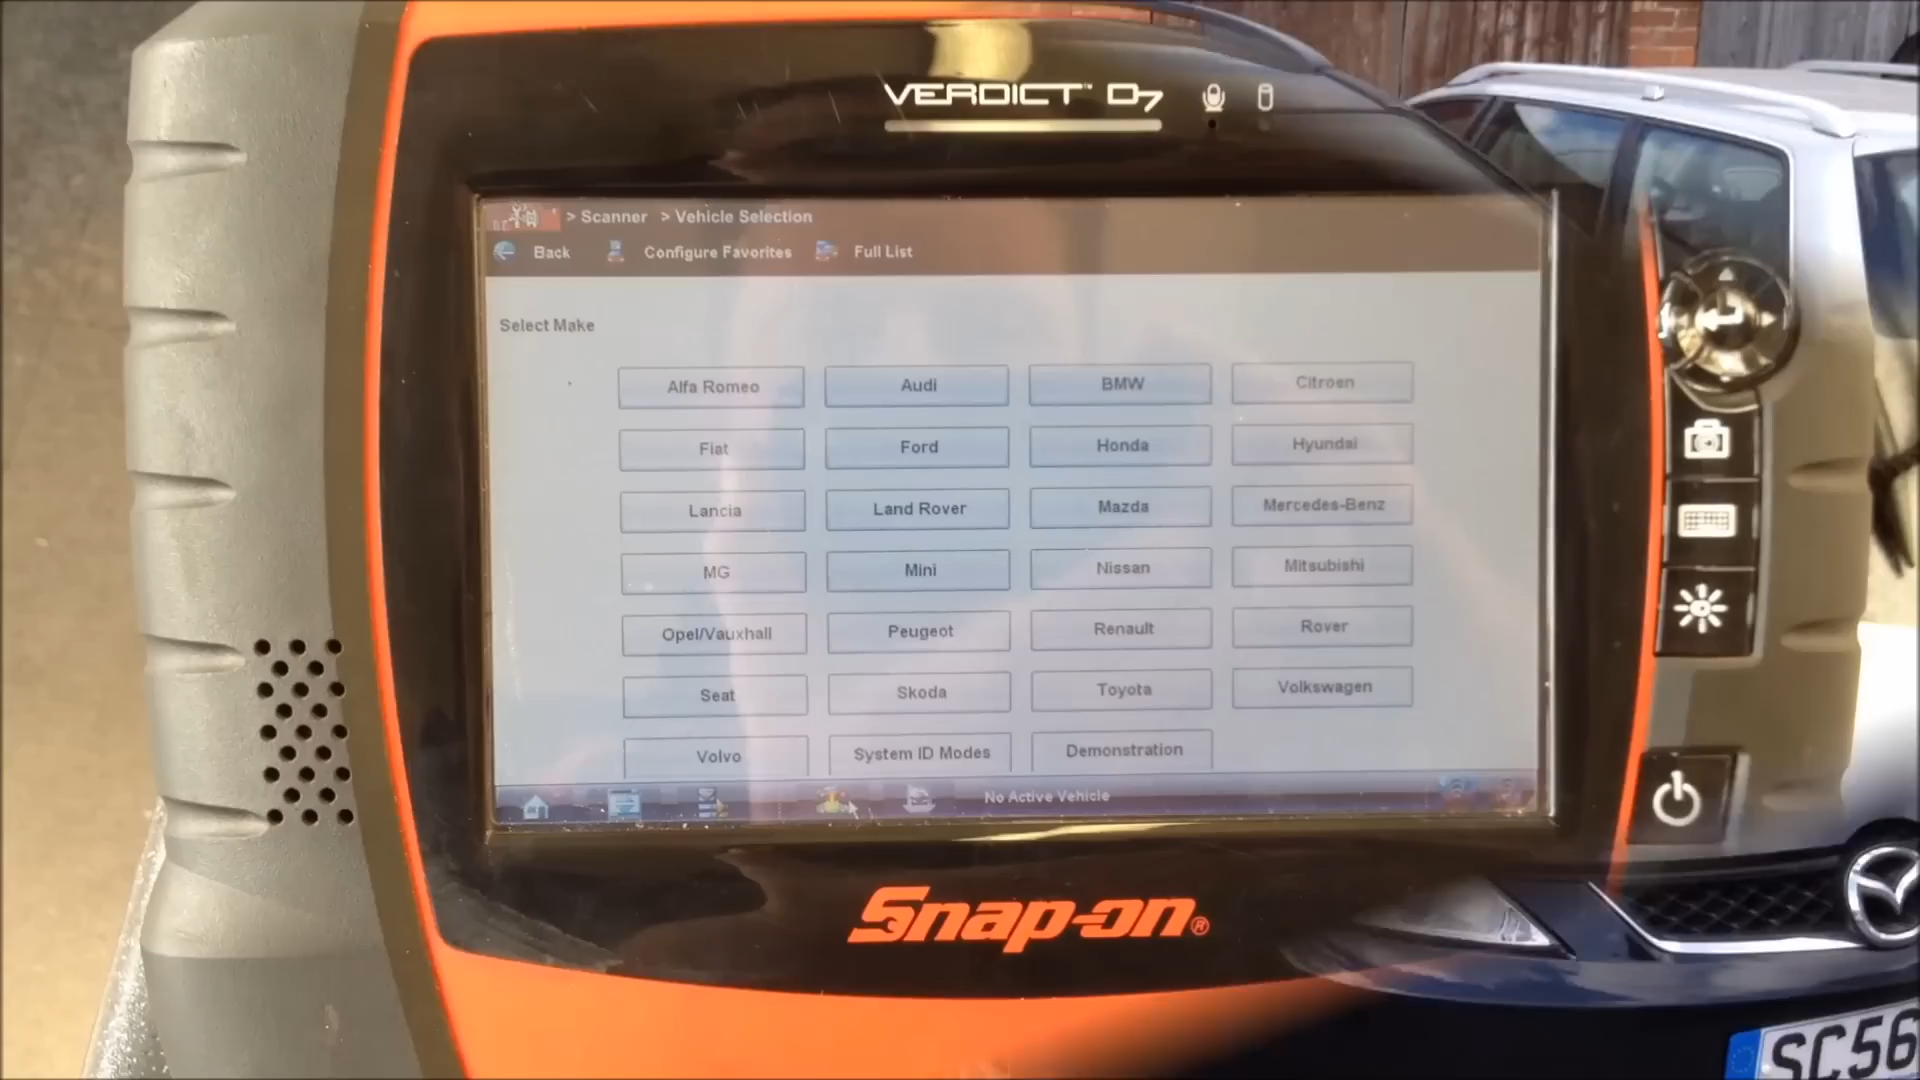 VERDICT™ D7
> Scanner > Vehicle Selection
Back Configure Favorites Full List
Select Make
Alfa Romeo Audi BMW Citroen
Fiat Ford Honda Hyundai
Lancia Land Rover Mazda Mercedes-Benz
MG Mini Nissan Mitsubishi
Opel/Vauxhall Peugeot Renault Rover
Seat Skoda Toyota Volkswagen
Volvo System ID Modes Demonstration
No Active Vehicle
Snap-on®
SC56